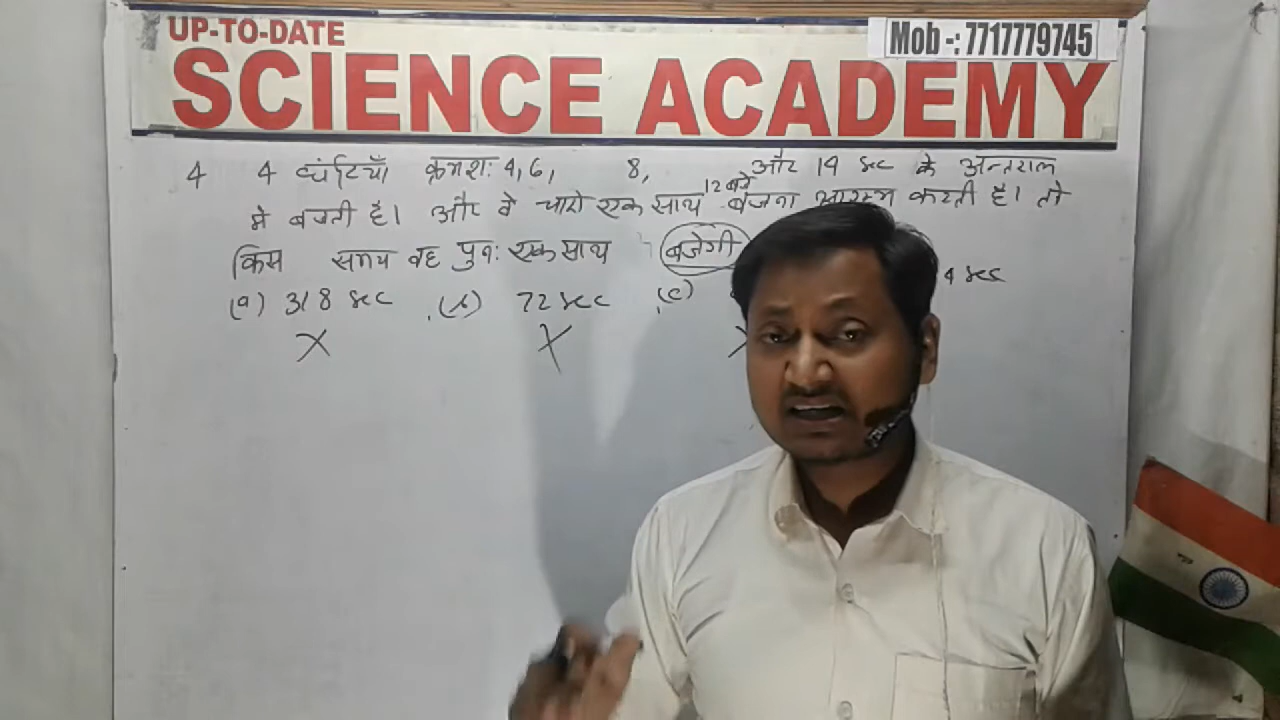 UP-TO-DATE
SCIENCE ACADEMY
Mob -: 7717779745
4 4 घंटियाँ क्रमशः 4, 6, 8, और 14 sec के अन्तराल
12 बजे
मे बजती है। और वे चारो एक साथ बजना आरम्भ करती है। तो
किस समय वह पुनः एक साथ बजेगी
(a) 318 sec (b) 72 sec (c) 4 sec